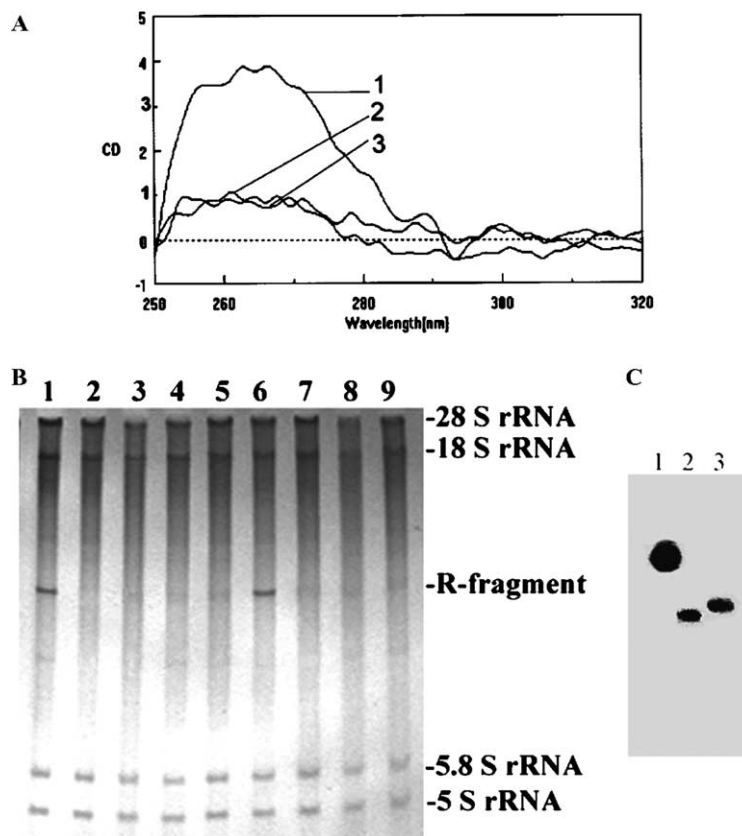 A
5
4
3
2
1
0
-1
CD
1
2
3
250 260 280 300 320
Wavelength[nm]
B
1 2 3 4 5 6 7 8 9
-28 S rRNA
-18 S rRNA
-R-fragment
-5.8 S rRNA
-5 S rRNA
C
1 2 3